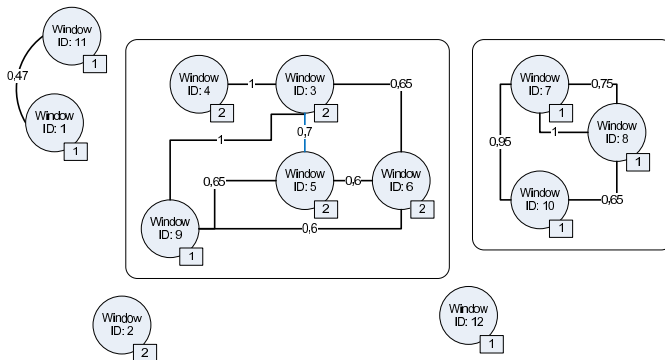 Window
ID: 11
1
0,47
Window
ID: 1
1
Window
ID: 4
2
1
Window
ID: 3
2
0,65
1
0,7
0,65
Window
ID: 5
2
0,6
Window
ID: 6
2
Window
ID: 9
1
0,6
Window
ID: 7
1
0,75
0,95
1
Window
ID: 8
1
Window
ID: 10
1
0,65
Window
ID: 2
2
Window
ID: 12
1